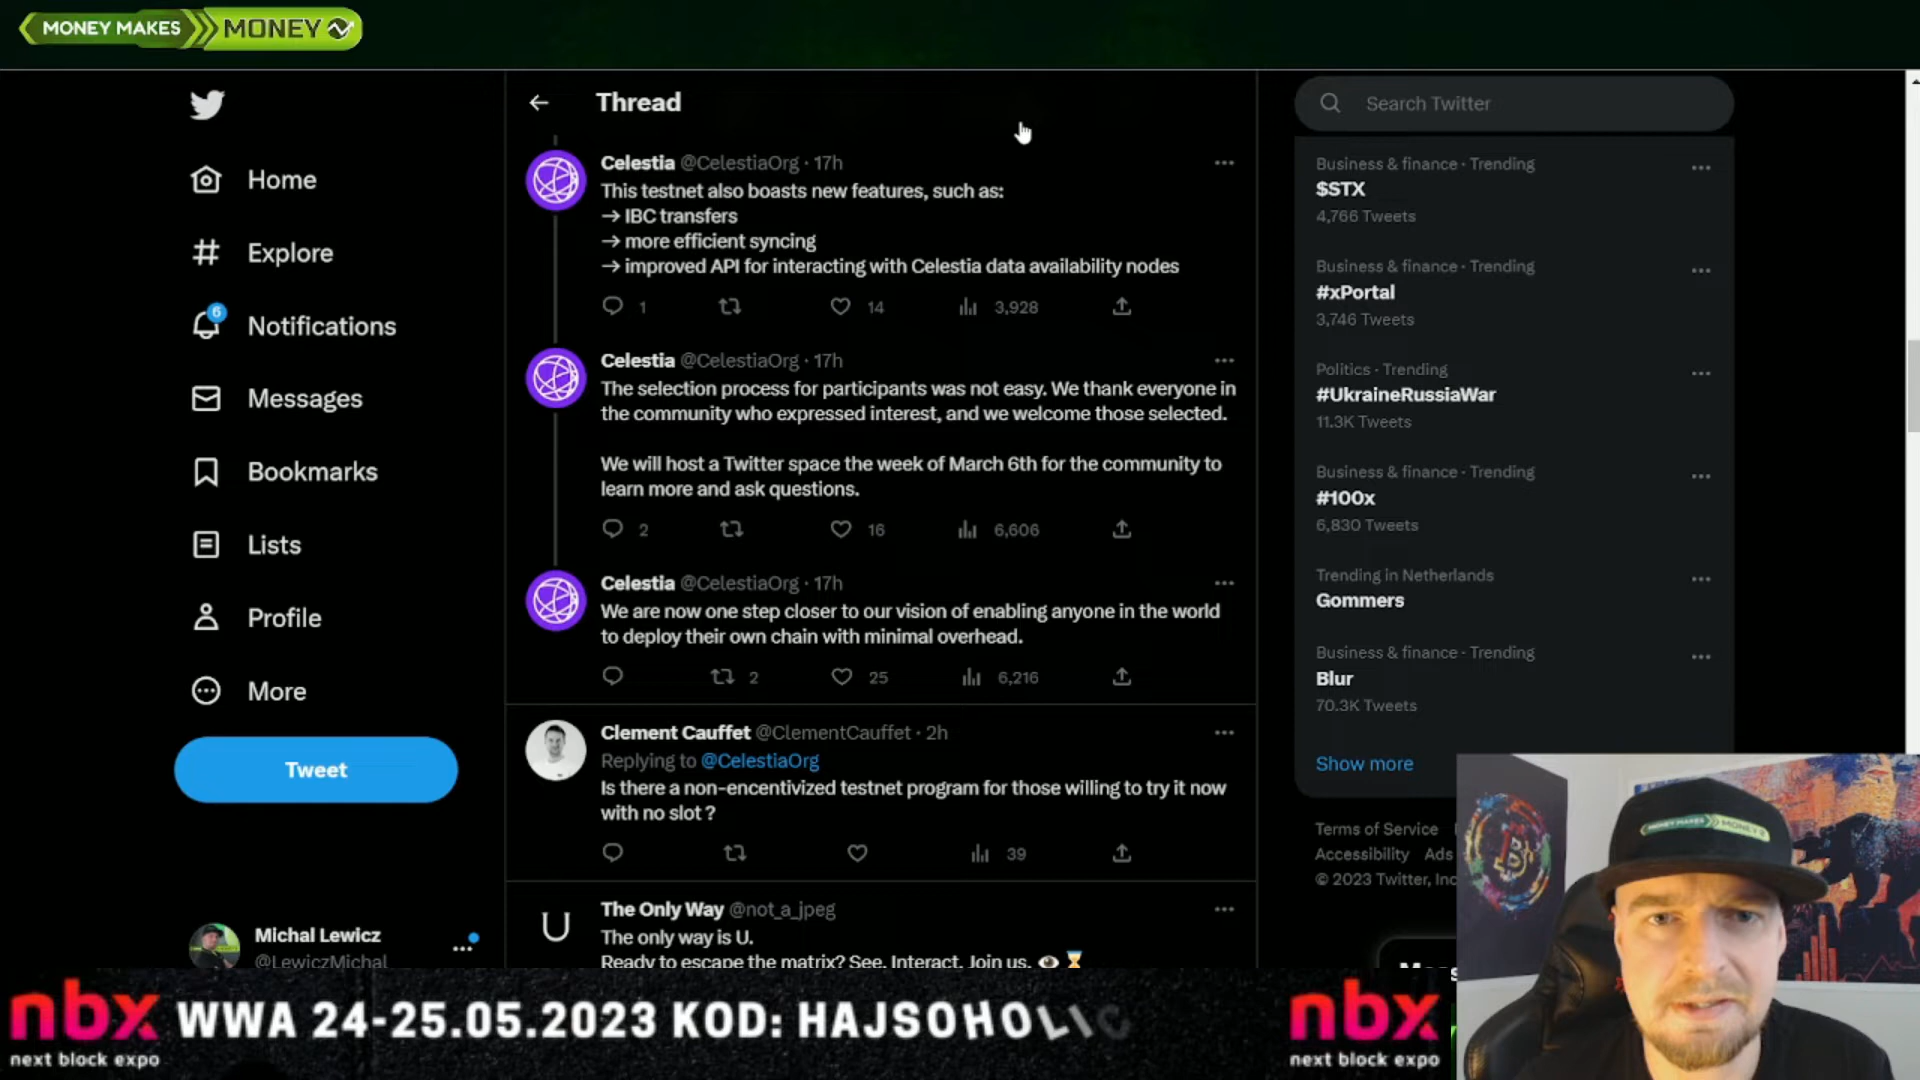 MONEY MAKES MONEY
Thread
Search Twitter
Home
Explore
6
Notifications
Messages
Bookmarks
Lists
Profile
More
Tweet
Michal Lewicz
@LewiczMichal
Celestia @CelestiaOrg · 17h
This testnet also boasts new features, such as:
→ IBC transfers
→ more efficient syncing
→ improved API for interacting with Celestia data availability nodes
1 14 3,928
Celestia @CelestiaOrg · 17h
The selection process for participants was not easy. We thank everyone in
the community who expressed interest, and we welcome those selected.
We will host a Twitter space the week of March 6th for the community to
learn more and ask questions.
2 16 6,606
Celestia @CelestiaOrg · 17h
We are now one step closer to our vision of enabling anyone in the world
to deploy their own chain with minimal overhead.
2 25 6,216
Clement Cauffet @ClementCauffet · 2h
Replying to @CelestiaOrg
Is there a non-encentivized testnet program for those willing to try it now
with no slot ?
39
U
The Only Way @not_a_jpeg
The only way is U.
Ready to escape the matrix? See. Interact. Join us.
Business & finance · Trending
$STX
4,766 Tweets
Business & finance · Trending
#xPortal
3,746 Tweets
Politics · Trending
#UkraineRussiaWar
11.3K Tweets
Business & finance · Trending
#100x
6,830 Tweets
Trending in Netherlands
Gommers
Business & finance · Trending
Blur
70.3K Tweets
Show more
Terms of Service
Accessibility Ads
© 2023 Twitter, Inc
MONEY MAKES MONEY
nbx
next block expo
WWA 24-25.05.2023 KOD: HAJSOHOLIC
nbx
next block expo